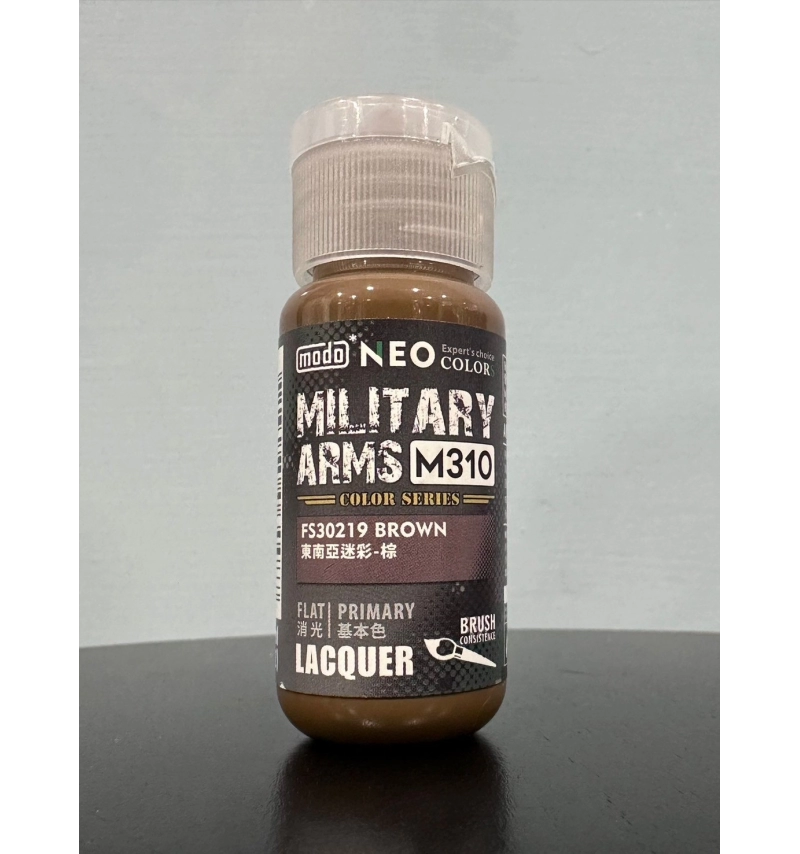 modo* NEO Expert's choice COLORS
MILITARY
ARMS M310
COLOR SERIES
FS30219 BROWN
東南亞迷彩-棕
FLAT PRIMARY
消光 基本色
BRUSH
CONSISTENCE
LACQUER